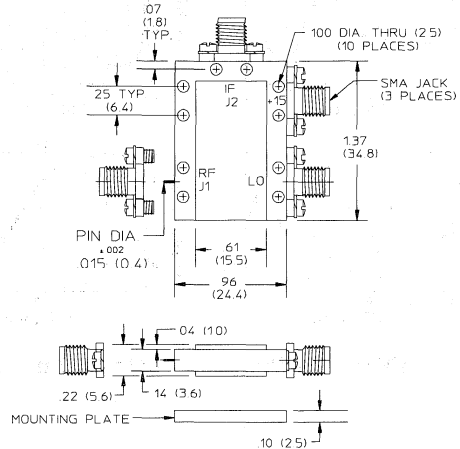 .07
(1.8)
TYP.
100 DIA. THRU (2.5)
(10 PLACES)
IF
J2
+15
SMA JACK
(3 PLACES)
.25 TYP
(6.4)
1.37
(34.8)
RF
J1
LO
PIN DIA.
.002
.015 (0.4)
.61
(15.5)
.96
(24.4)
.04 (1.0)
.22 (5.6)
.14 (3.6)
MOUNTING PLATE
.10 (2.5)